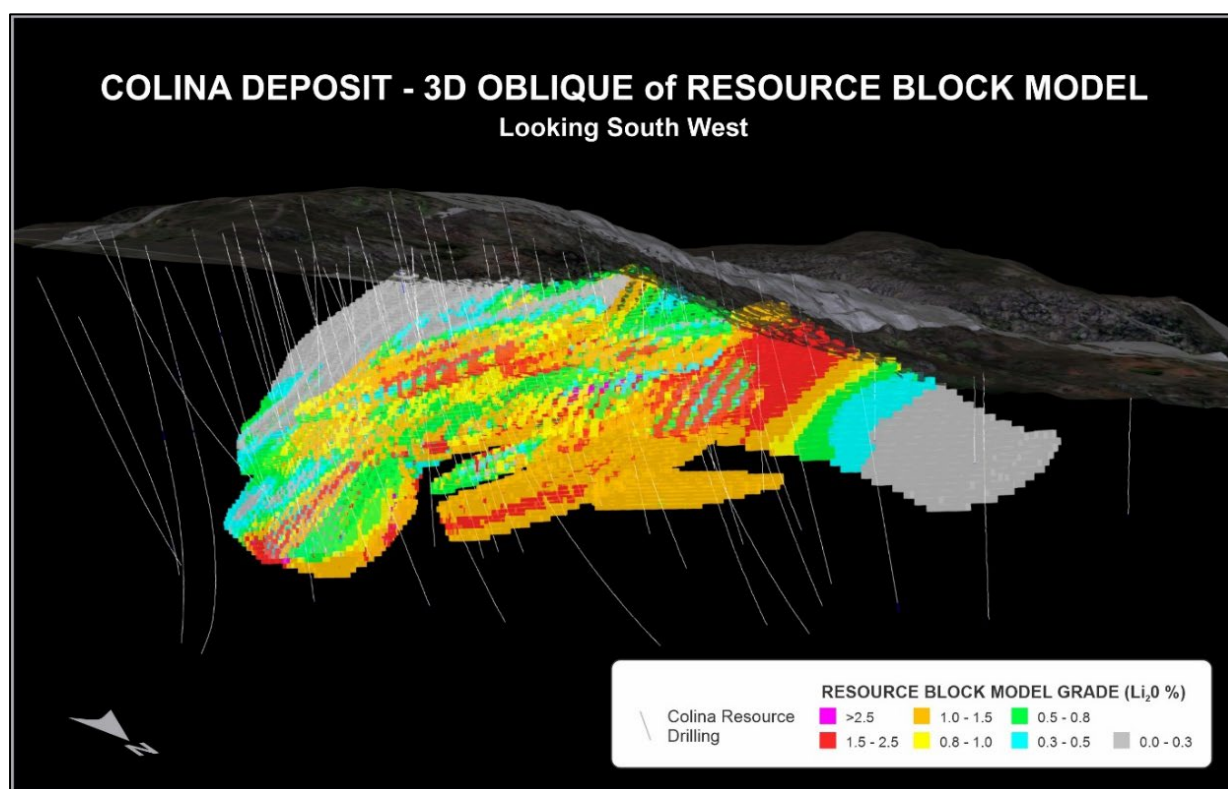 COLINA DEPOSIT - 3D OBLIQUE of RESOURCE BLOCK MODEL
Looking South West
N
Colina Resource
Drilling
RESOURCE BLOCK MODEL GRADE (Li₂0 %)
>2.5 1.0 - 1.5 0.5 - 0.8
1.5 - 2.5 0.8 - 1.0 0.3 - 0.5 0.0 - 0.3